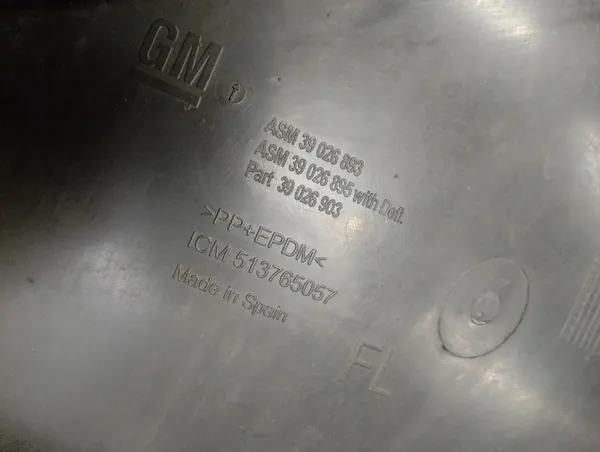 GM
ASM 39 026 893
ASM 39 026 895 with Defl.
Part 39 026 903
>PP+EPDM<
ICM 513765057
Made in Spain
FL